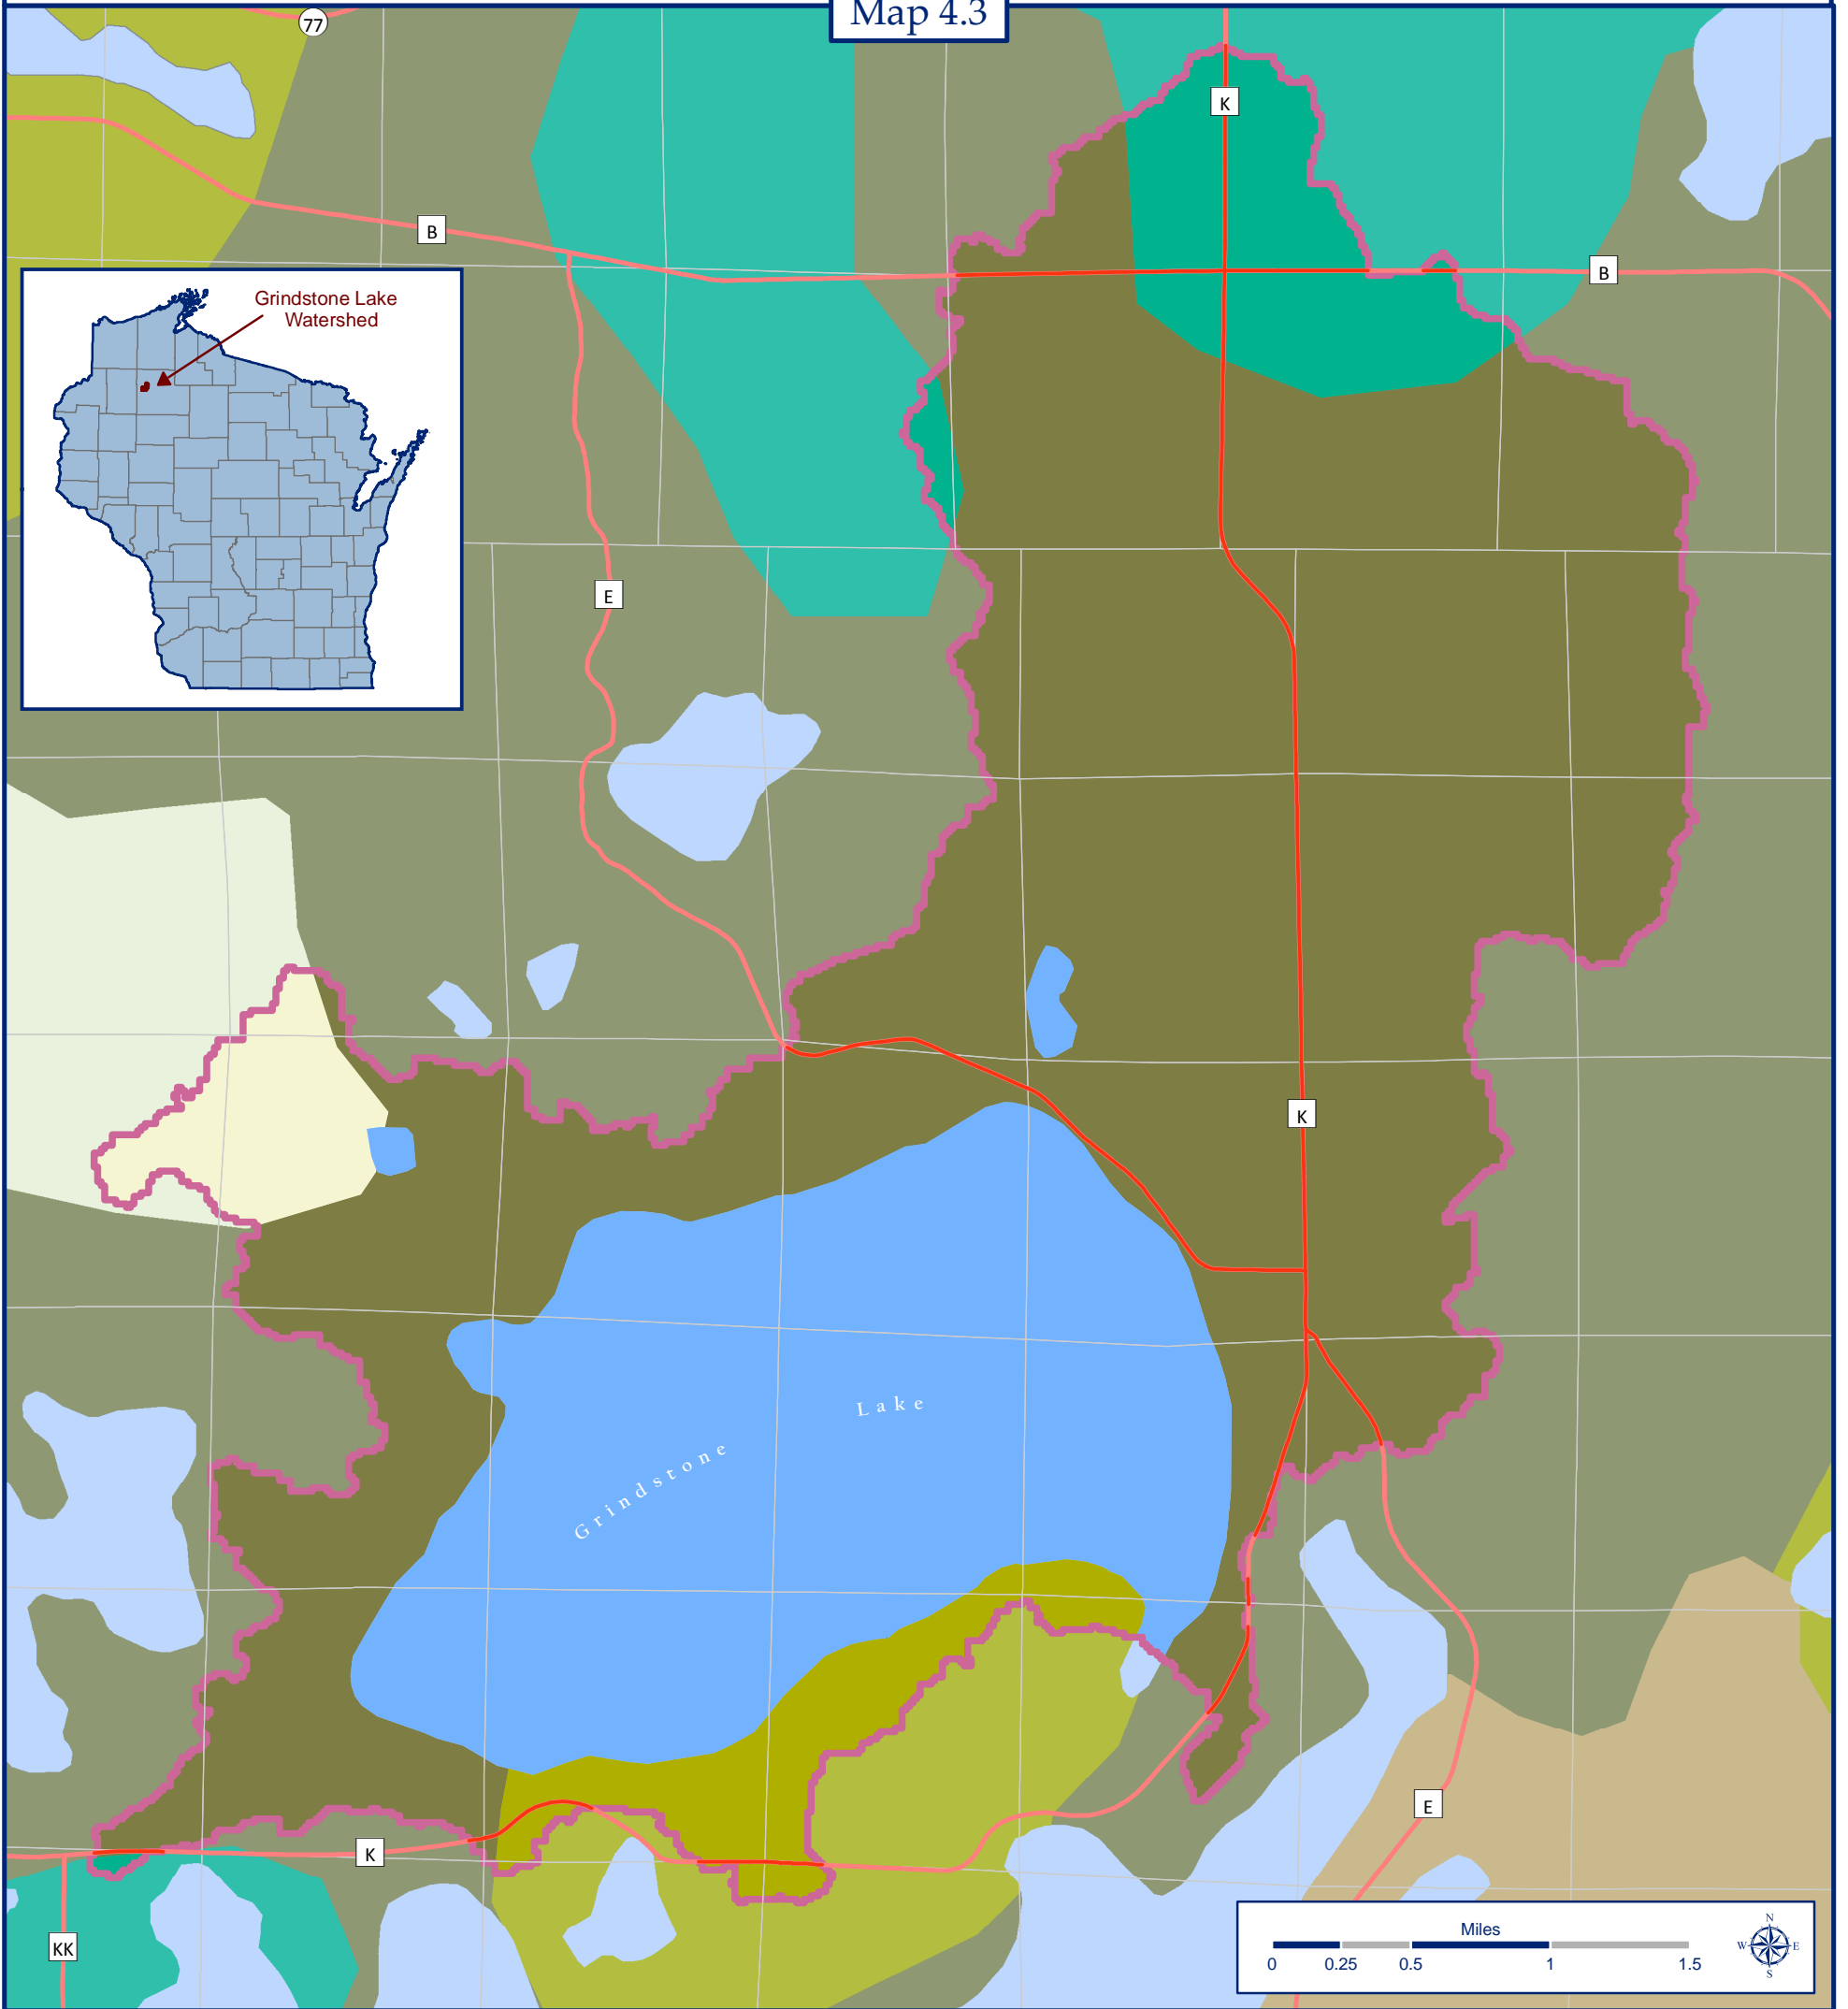 Map 4.3
77
K
B
B
Grindstone Lake
Watershed
E
K
Lake
Grindstone
E
K
KK
Miles
0 0.25 0.5 1 1.5
N
W E
S